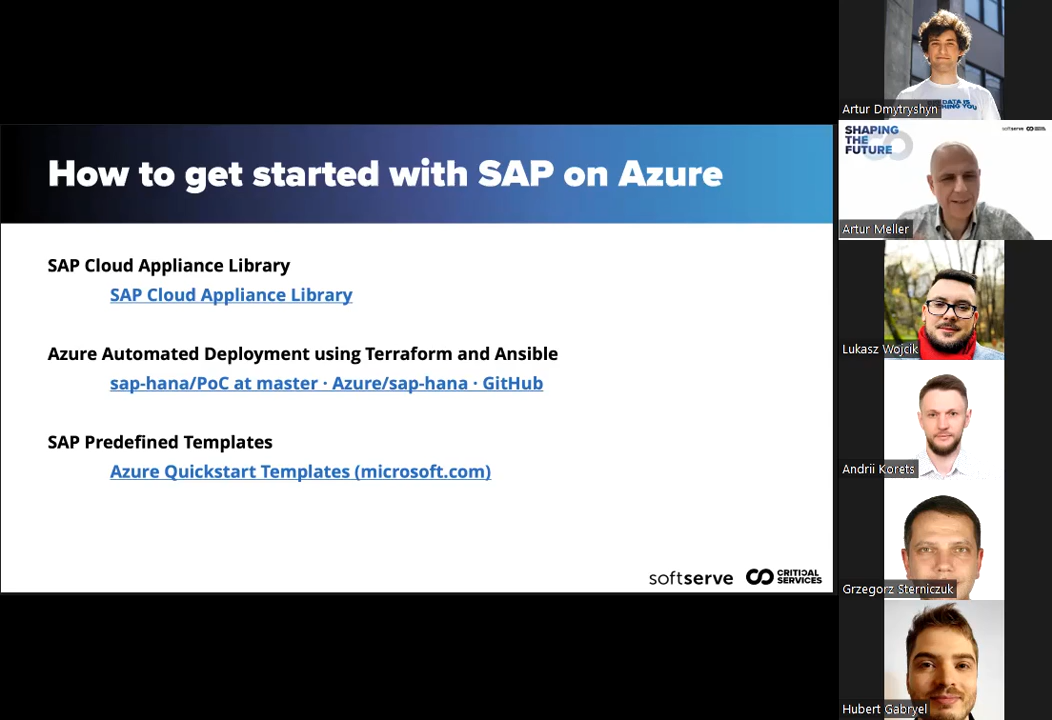 How to get started with SAP on Azure
SAP Cloud Appliance Library
SAP Cloud Appliance Library
Azure Automated Deployment using Terraform and Ansible
sap-hana/PoC at master · Azure/sap-hana · GitHub
SAP Predefined Templates
Azure Quickstart Templates (microsoft.com)
softserve
CRITICAL
SERVICES
Artur Dmytryshyn
SHAPING
THE
FUTURE
softserve
Artur Meller
Lukasz Wojcik
Andrii Korets
Grzegorz Sterniczuk
Hubert Gabryel